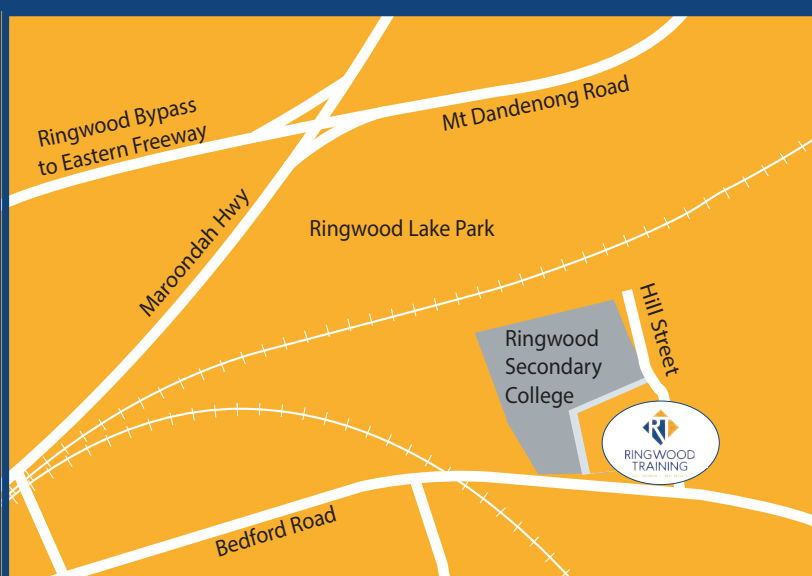 Ringwood Bypass
to Eastern Freeway
Mt Dandenong Road
Maroondah Hwy
Ringwood Lake Park
Hill Street
Ringwood
Secondary
College
RT
RINGWOOD
TRAINING
Bedford Road